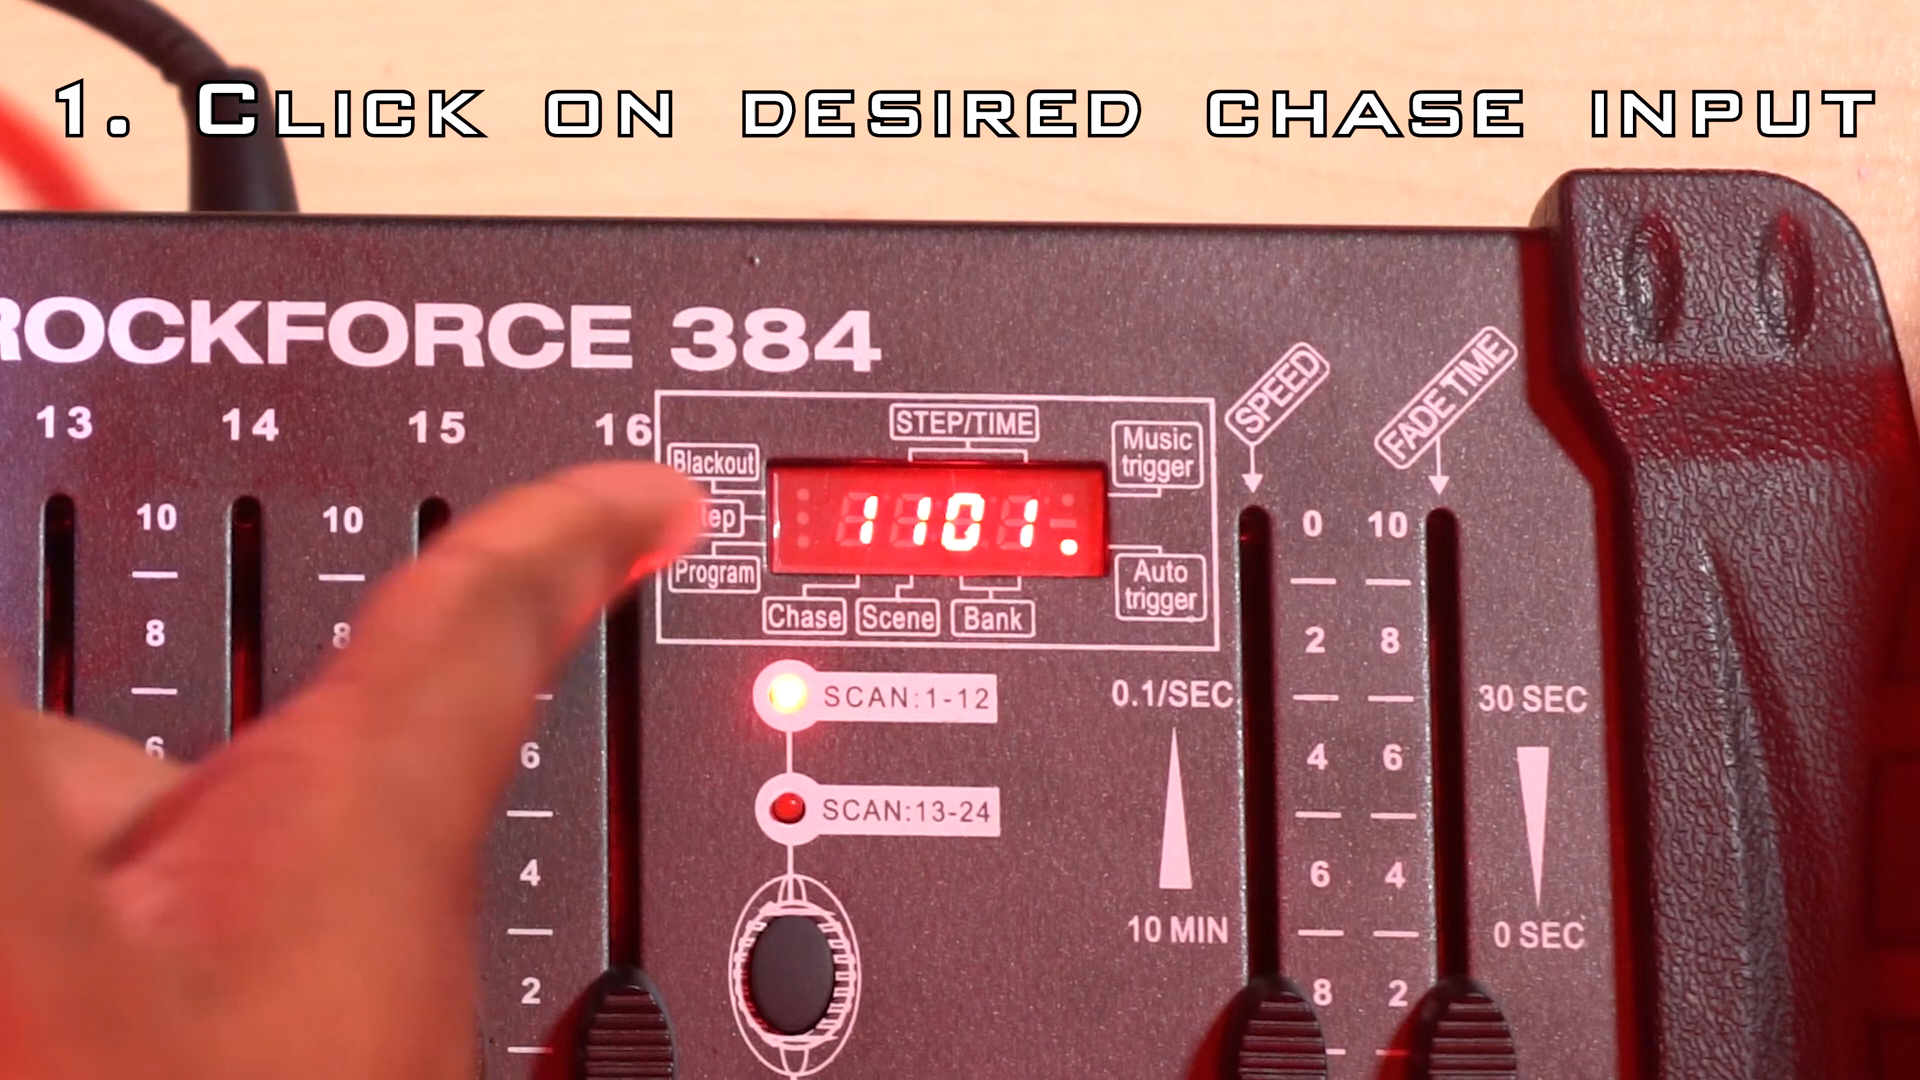 1. Click on desired chase input
ROCKFORCE 384
13 14 15 16
STEP/TIME
Blackout
Music
trigger
SPEED
FADE TIME
1101.
Program
Auto
trigger
Chase Scene Bank
10 10 0 10
8 8 2 8
SCAN:1-12
0.1/SEC
30 SEC
6 6 4 6
SCAN:13-24
4 6 4
10 MIN
0 SEC
2 8 2